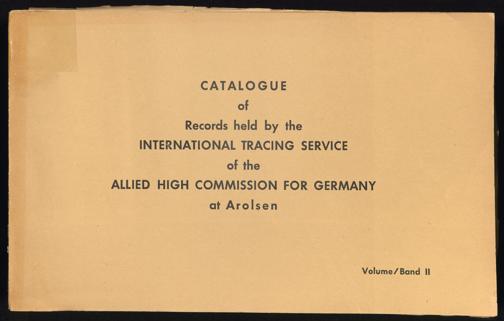 CATALOGUE
of
Records held by the
INTERNATIONAL TRACING SERVICE
of the
ALLIED HIGH COMMISSION FOR GERMANY
at Arolsen
Volume/Band II